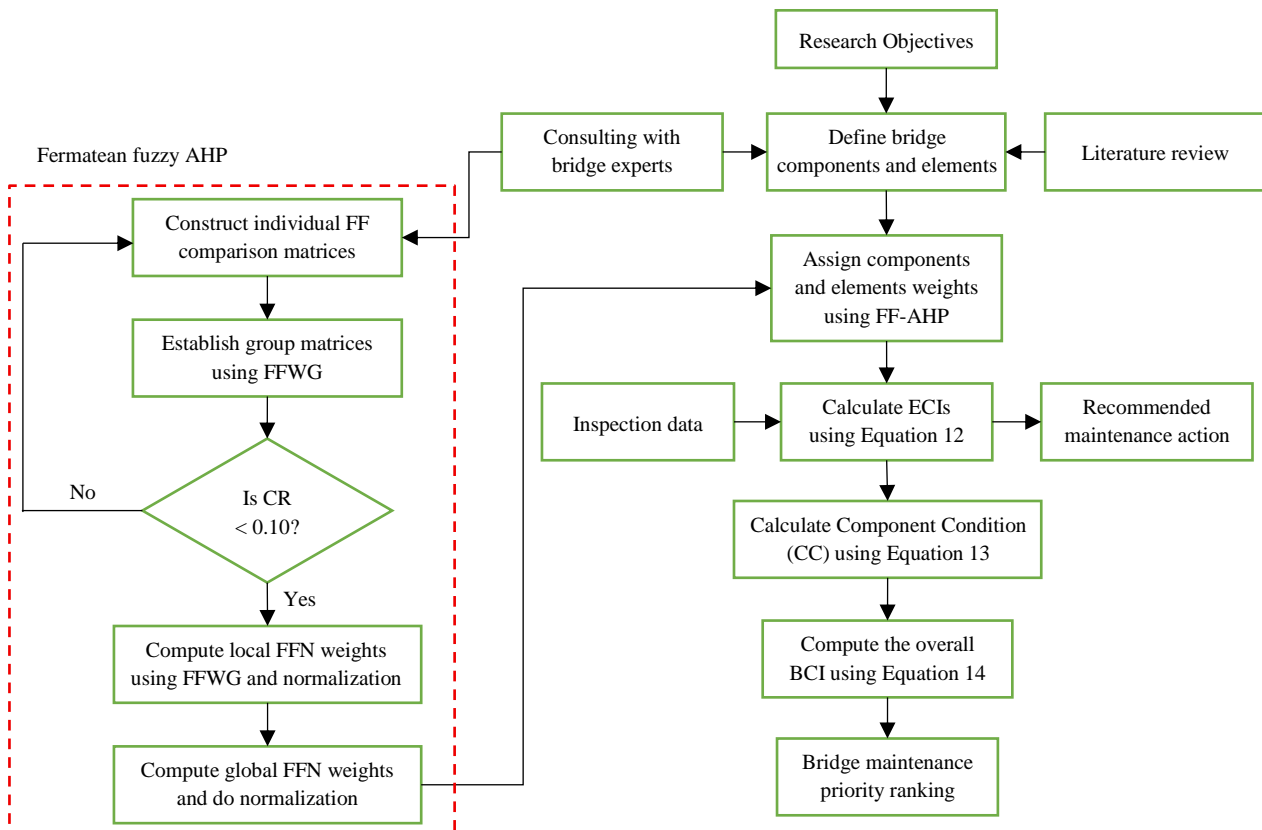 Research Objectives
Consulting with
bridge experts
Define bridge
components and elements
Literature review
Fermatean fuzzy AHP
Construct individual FF
comparison matrices
Assign components
and elements weights
using FF-AHP
Establish group matrices
using FFWG
Inspection data
Calculate ECIs
using Equation 12
Recommended
maintenance action
No
Is CR
< 0.10?
Calculate Component Condition
(CC) using Equation 13
Yes
Compute local FFN weights
using FFWG and normalization
Compute the overall
BCI using Equation 14
Compute global FFN weights
and do normalization
Bridge maintenance
priority ranking